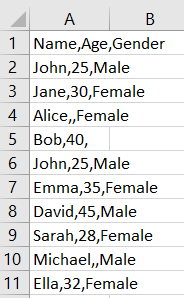 A B
1 Name,Age,Gender
2 John,25,Male
3 Jane,30,Female
4 Alice,,Female
5 Bob,40,
6 John,25,Male
7 Emma,35,Female
8 David,45,Male
9 Sarah,28,Female
10 Michael,,Male
11 Ella,32,Female